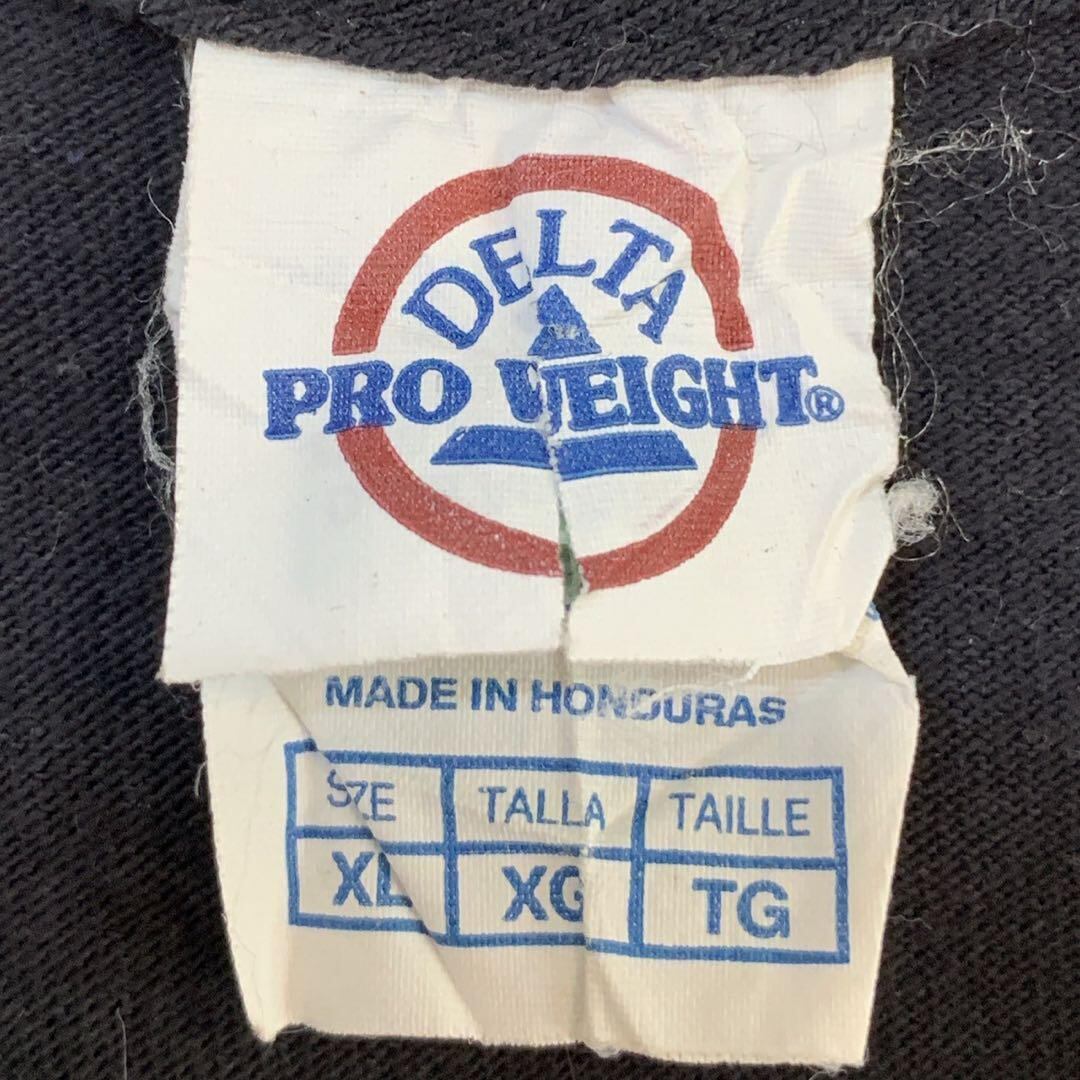 DELTA
PRO WEIGHT®
MADE IN HONDURAS
SIZE TALLA TAILLE
XL XG TG